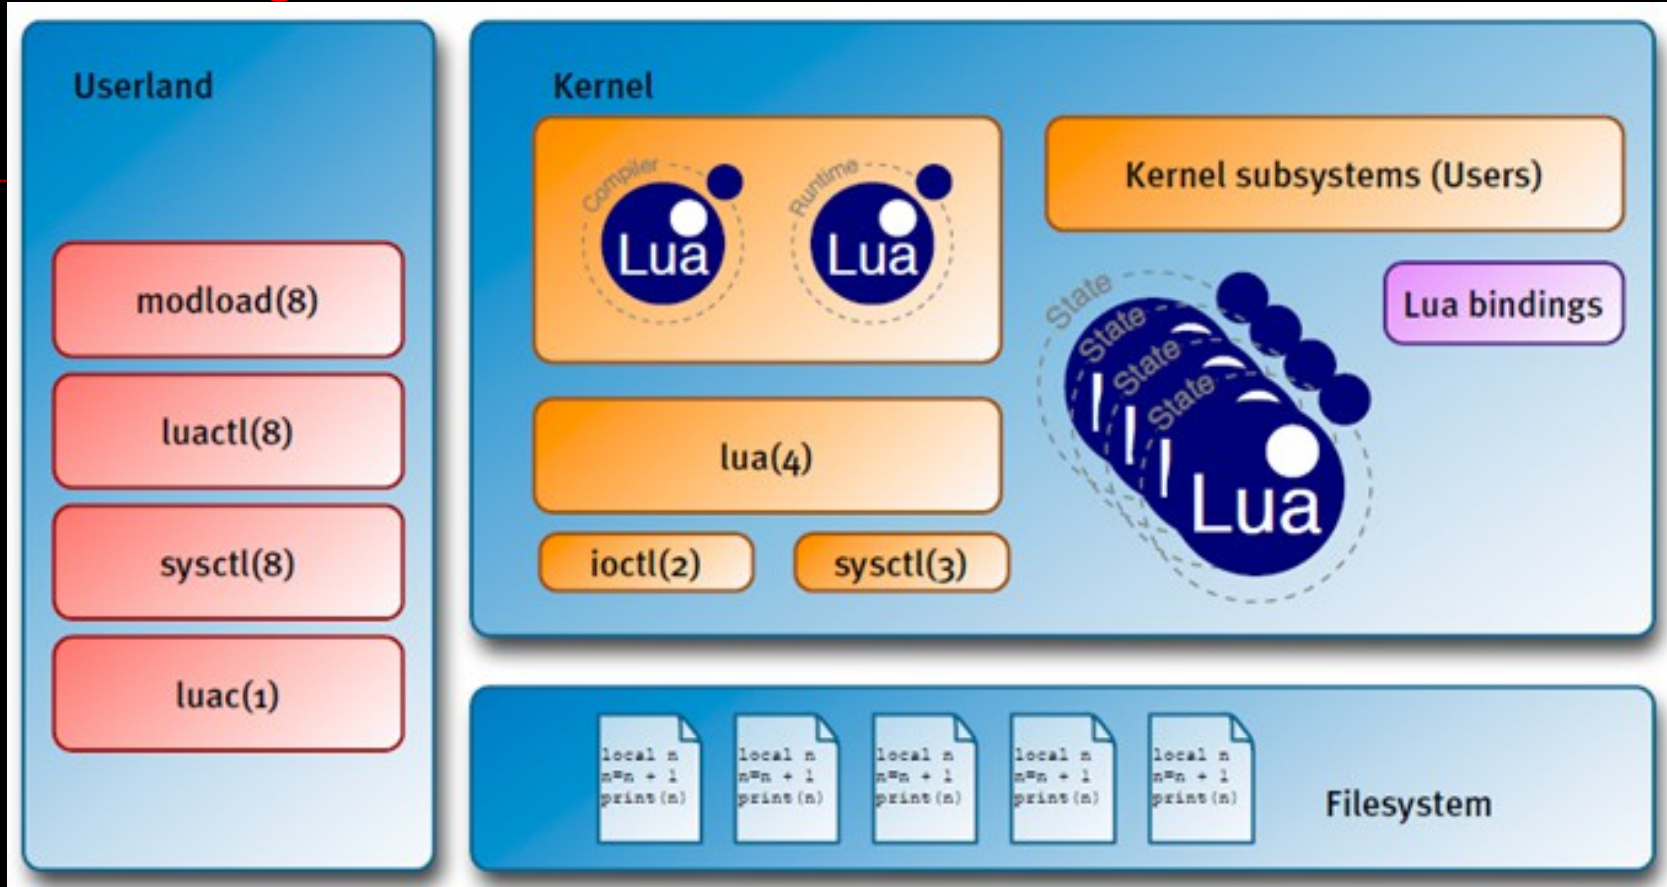 Userland
modload(8)
luactl(8)
sysctl(8)
luac(1)
Kernel
Compiler
Lua
Runtime
Lua
lua(4)
ioctl(2)
sysctl(3)
Kernel subsystems (Users)
Lua bindings
State
State
State
State
Lua
local n
n=n + 1
print(n)
local n
n=n + 1
print(n)
local n
n=n + 1
print(n)
local n
n=n + 1
print(n)
local n
n=n + 1
print(n)
Filesystem